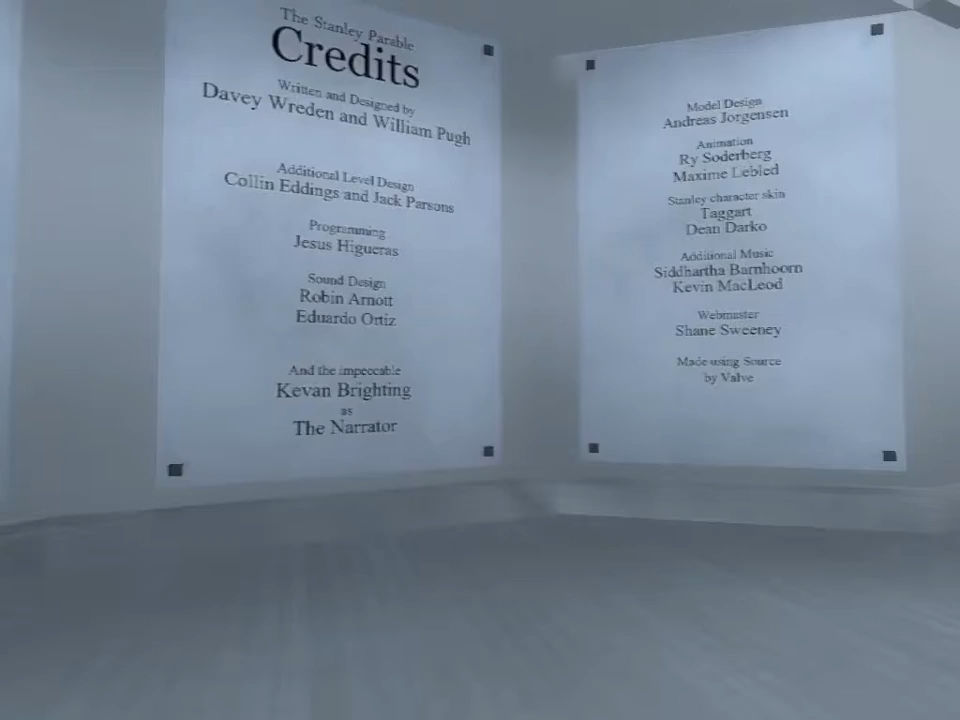 The Stanley Parable
Credits
Written and Designed by
Davey Wreden and William Pugh
Additional Level Design
Collin Eddings and Jack Parsons
Programming
Jesus Higueras
Sound Design
Robin Arnott
Eduardo Ortiz
And the impeccable
Kevan Brighting
as
The Narrator
Model Design
Andreas Jorgensen
Animation
Ry Soderberg
Maxime Lebled
Stanley character skin
Taggart
Dean Darko
Additional Music
Siddhartha Barnhoorn
Kevin MacLeod
Webmaster
Shane Sweeney
Made using Source
by Valve